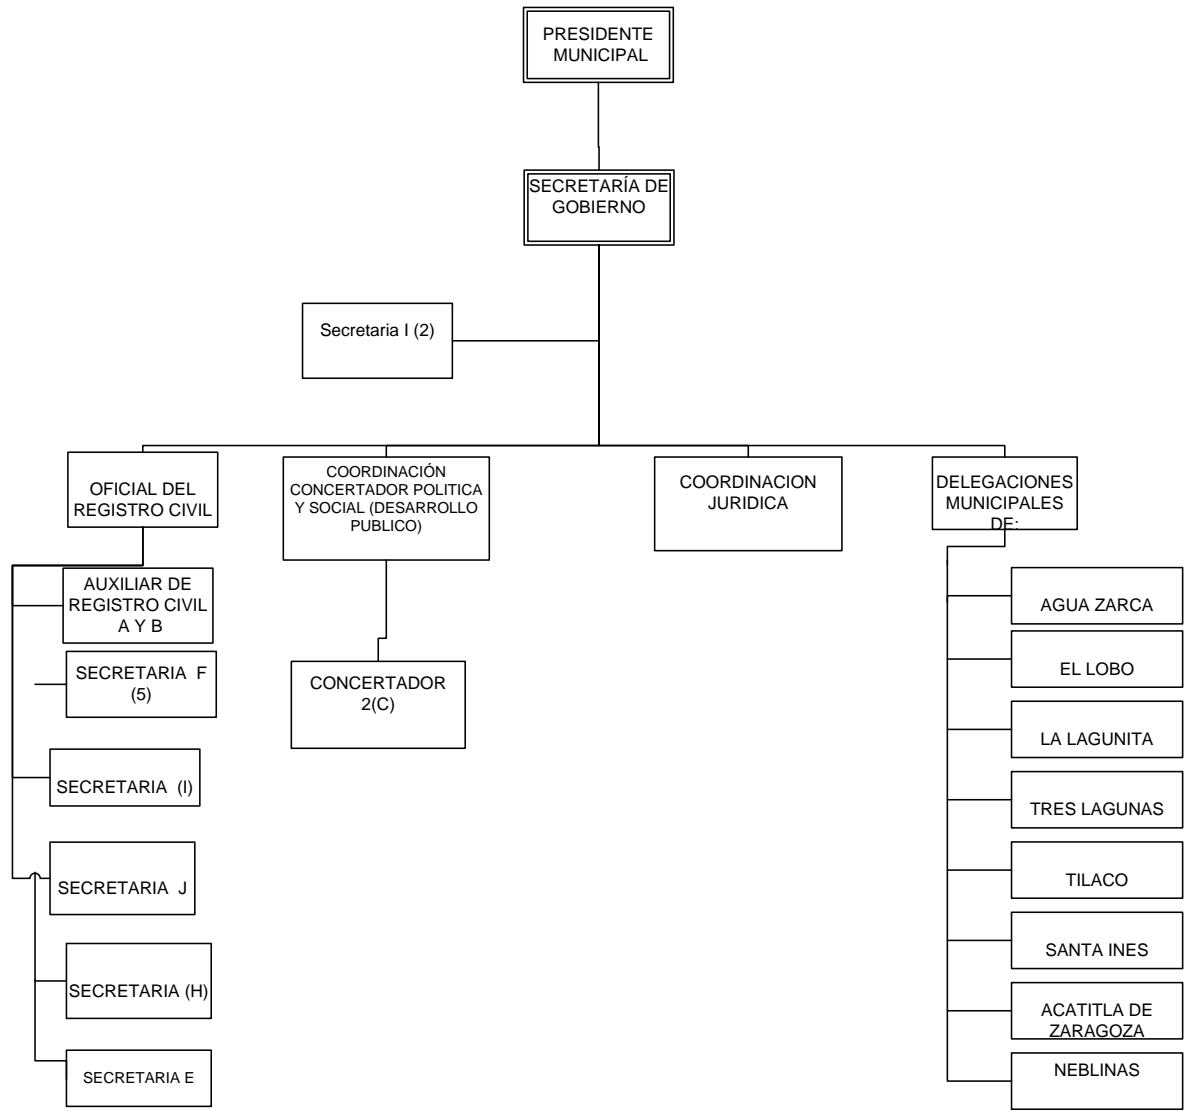 PRESIDENTE
MUNICIPAL
SECRETARÍA DE
GOBIERNO
Secretaria I (2)
OFICIAL DEL
REGISTRO CIVIL
COORDINACIÓN
CONCERTADOR POLITICA
Y SOCIAL (DESARROLLO
PUBLICO)
COORDINACION
JURIDICA
DELEGACIONES
MUNICIPALES
DE:
AUXILIAR DE
REGISTRO CIVIL
A Y B
SECRETARIA F
(5)
SECRETARIA (I)
SECRETARIA J
SECRETARIA (H)
SECRETARIA E
CONCERTADOR
2(C)
AGUA ZARCA
EL LOBO
LA LAGUNITA
TRES LAGUNAS
TILACO
SANTA INES
ACATITLA DE
ZARAGOZA
NEBLINAS